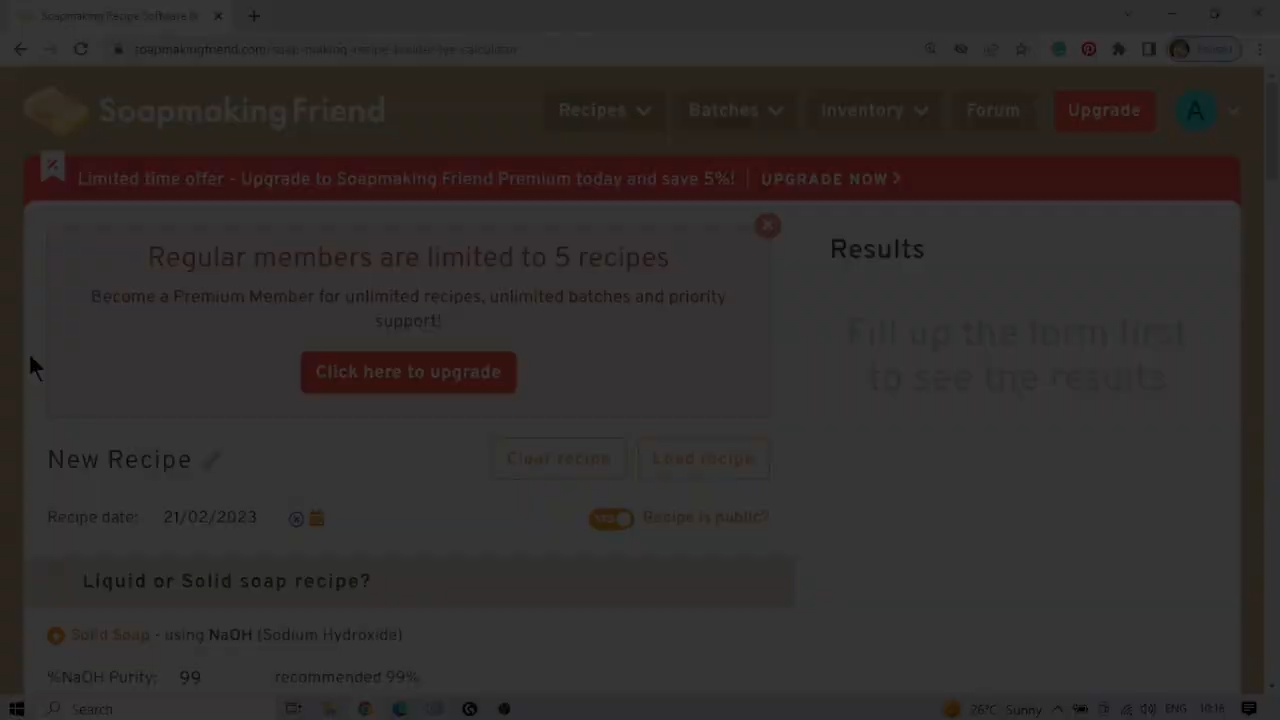 Soapmaking Recipe Software
soapmakingfriend.com/soap-making-recipe-builder-lye-calculator
SoapmakingFriend
Recipes
Batches
Inventory
Forum
Upgrade
A
Limited time offer - Upgrade to Soapmaking Friend Premium today and save 5%! | UPGRADE NOW >
Regular members are limited to 5 recipes
Become a Premium Member for unlimited recipes, unlimited batches and priority
support!
Click here to upgrade
Results
Fill up the form first
to see the results
New Recipe
Clear recipe
Load recipe
Recipe date: 21/02/2023
YES
Recipe is public?
Liquid or Solid soap recipe?
Solid Soap - using NaOH (Sodium Hydroxide)
%NaOH Purity: 99 recommended 99%
Search
26°C Sunny
ENG
10:16